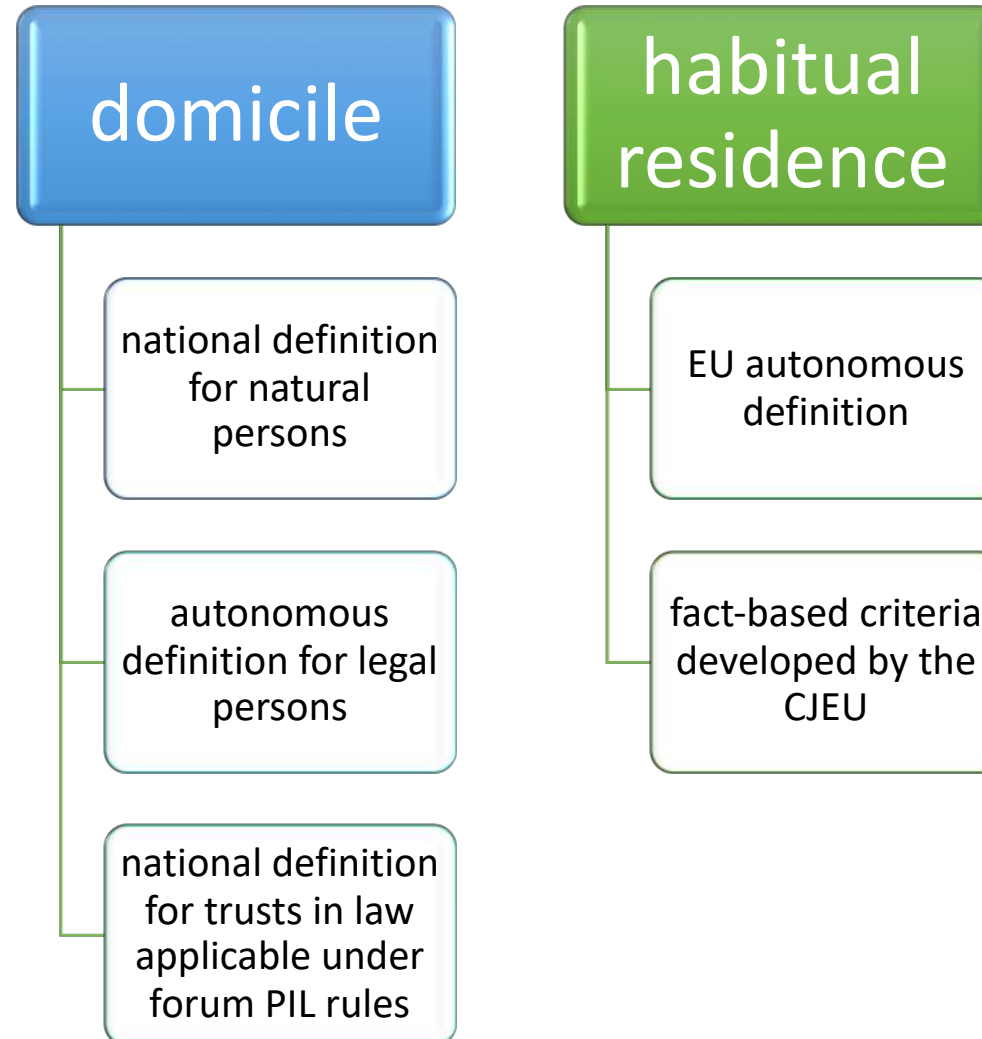 domicile
national definition
for natural
persons
autonomous
definition for legal
persons
national definition
for trusts in law
applicable under
forum PIL rules
habitual
residence
EU autonomous
definition
fact-based criteria
developed by the
CJEU